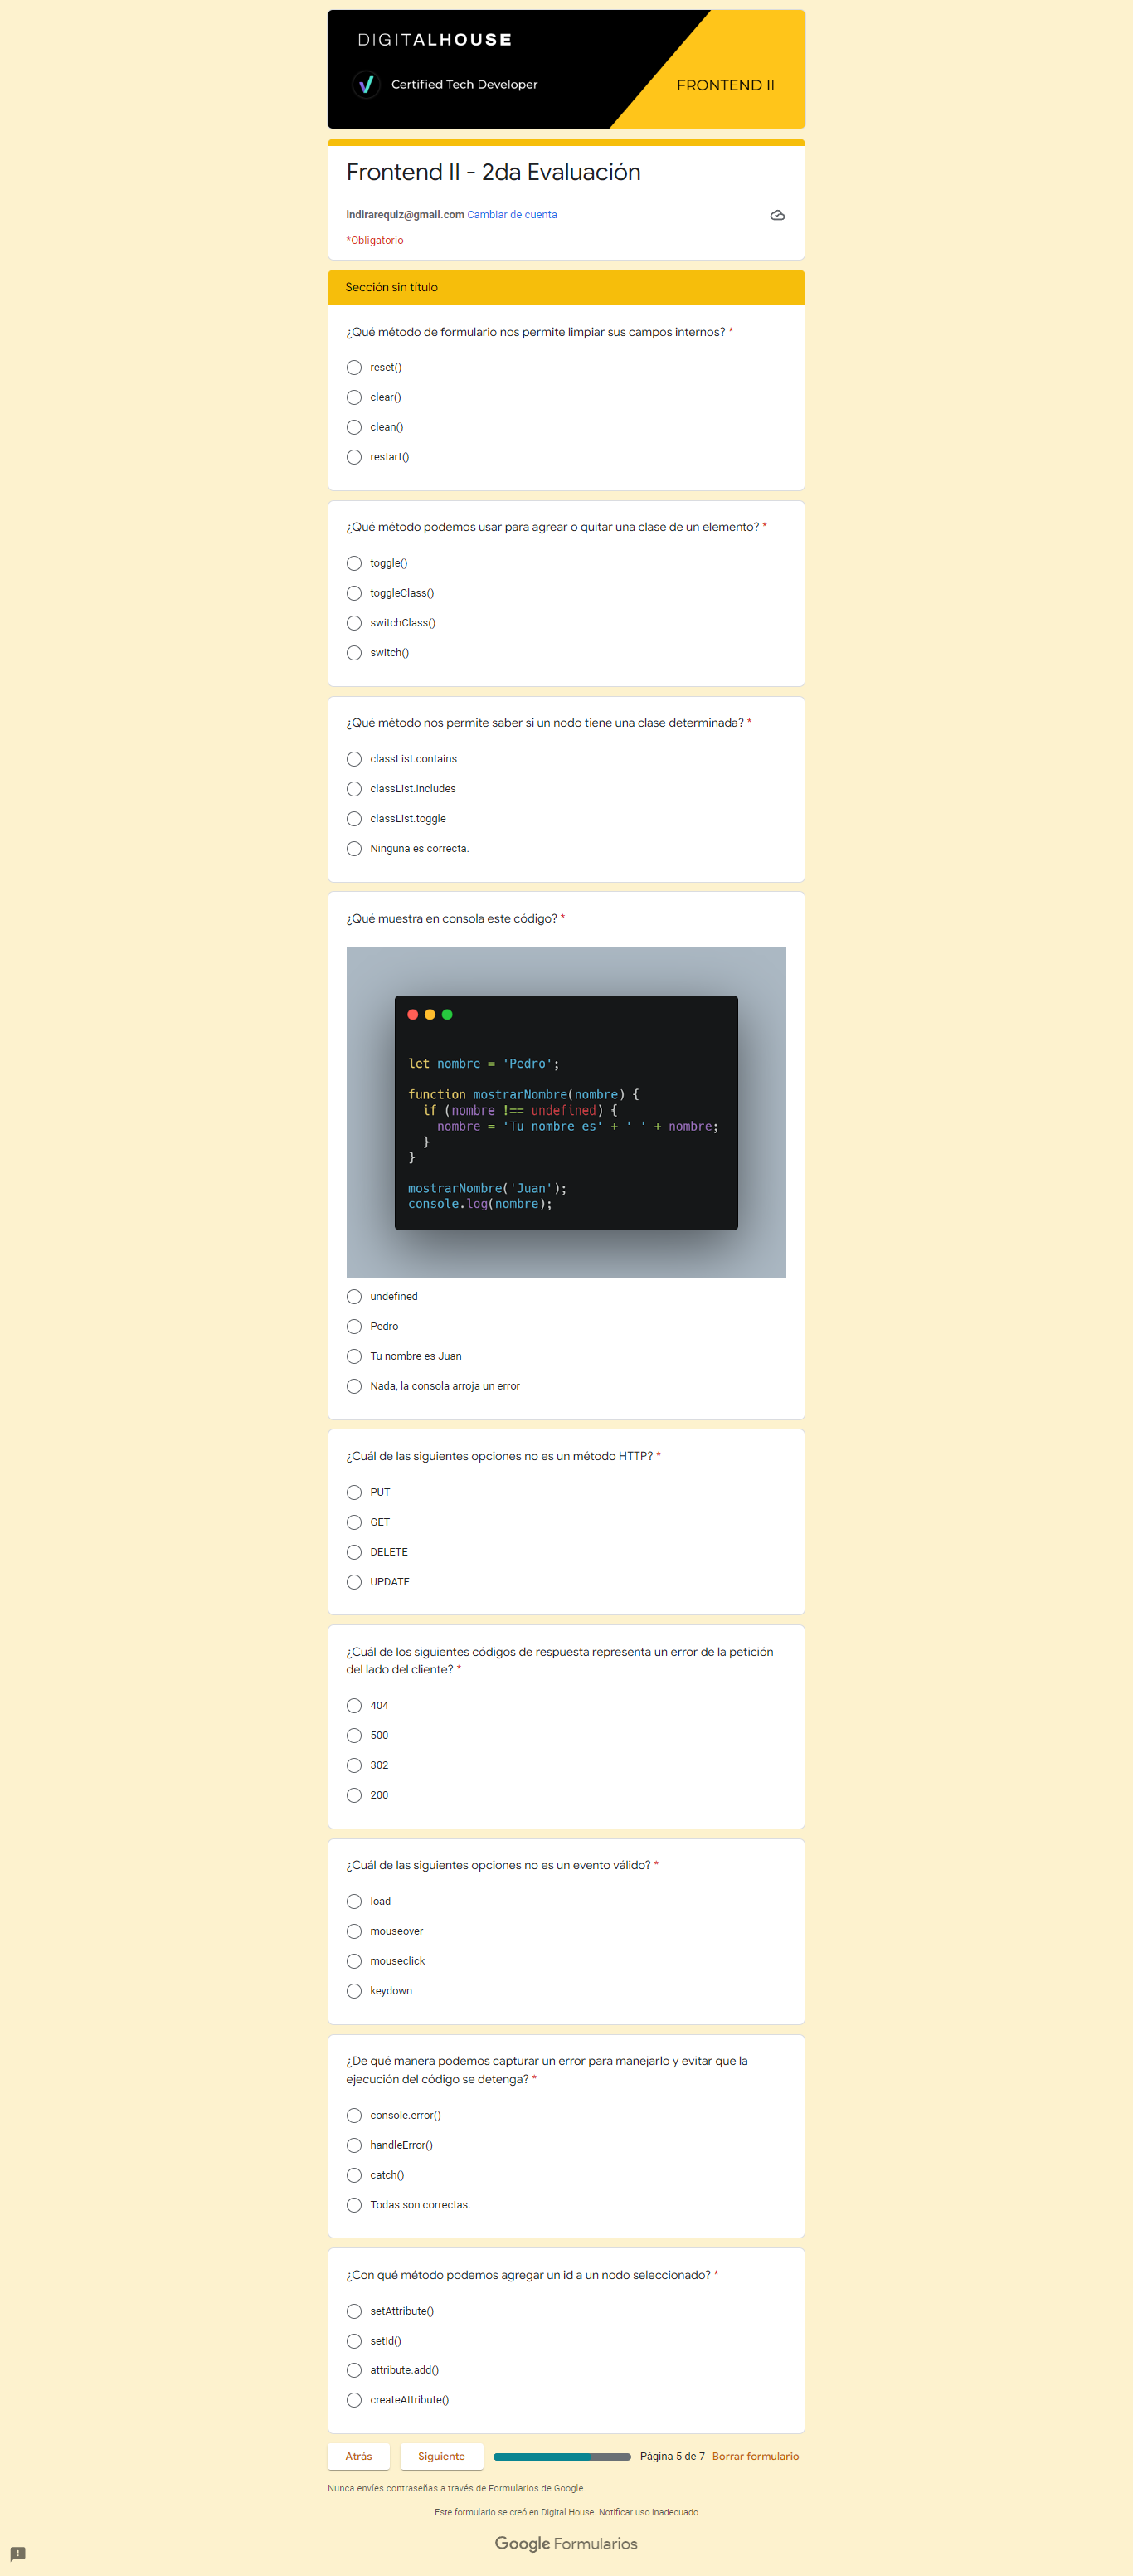 DIGITALHOUSE
Certified Tech Developer
FRONTEND II
Frontend II - 2da Evaluación
indirarequiz@gmail.com Cambiar de cuenta
*Obligatorio
Sección sin título
¿Qué método de formulario nos permite limpiar sus campos internos? *
reset()
clear()
clean()
restart()
¿Qué método podemos usar para agrear o quitar una clase de un elemento? *
toggle()
toggleClass()
switchClass()
switch()
¿Qué método nos permite saber si un nodo tiene una clase determinada? *
classList.contains
classList.includes
classList.toggle
Ninguna es correcta.
¿Qué muestra en consola este código? *
let nombre = 'Pedro';
function mostrarNombre(nombre) {
if (nombre !== undefined) {
nombre = 'Tu nombre es' + ' ' + nombre;
}
}
mostrarNombre('Juan');
console.log(nombre);
undefined
Pedro
Tu nombre es Juan
Nada, la consola arroja un error
¿Cuál de las siguientes opciones no es un método HTTP? *
PUT
GET
DELETE
UPDATE
¿Cuál de los siguientes códigos de respuesta representa un error de la petición
del lado del cliente? *
404
500
302
200
¿Cuál de las siguientes opciones no es un evento válido? *
load
mouseover
mouseclick
keydown
¿De qué manera podemos capturar un error para manejarlo y evitar que la
ejecución del código se detenga? *
console.error()
handleError()
catch()
Todas son correctas.
¿Con qué método podemos agregar un id a un nodo seleccionado? *
setAttribute()
setId()
attribute.add()
createAttribute()
Atrás
Siguiente
Página 5 de 7
Borrar formulario
Nunca envíes contraseñas a través de Formularios de Google.
Este formulario se creó en Digital House. Notificar uso inadecuado
Google Formularios